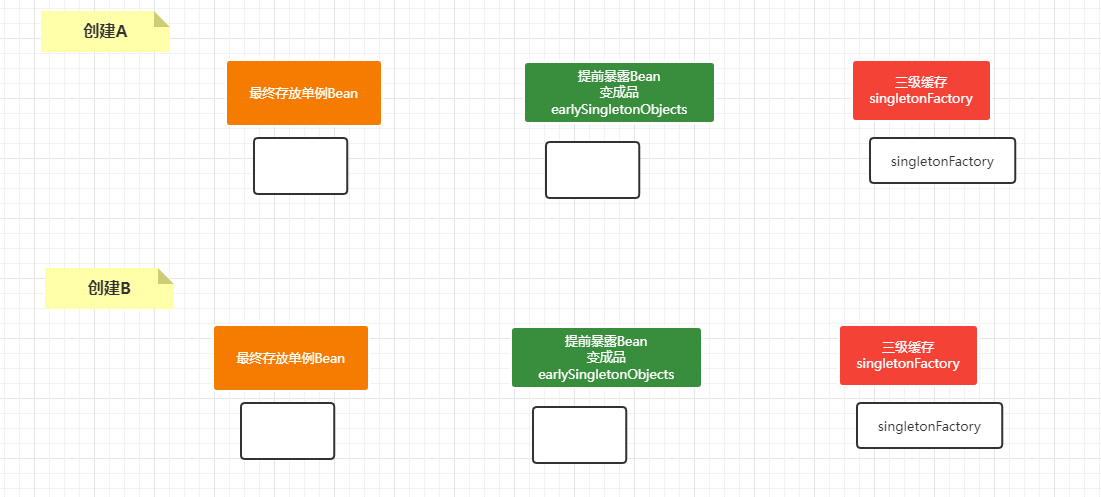 创建A
最终存放单例Bean
提前暴露Bean
变成品
earlySingletonObjects
三级缓存
singletonFactory
singletonFactory
创建B
最终存放单例Bean
提前暴露Bean
变成品
earlySingletonObjects
三级缓存
singletonFactory
singletonFactory